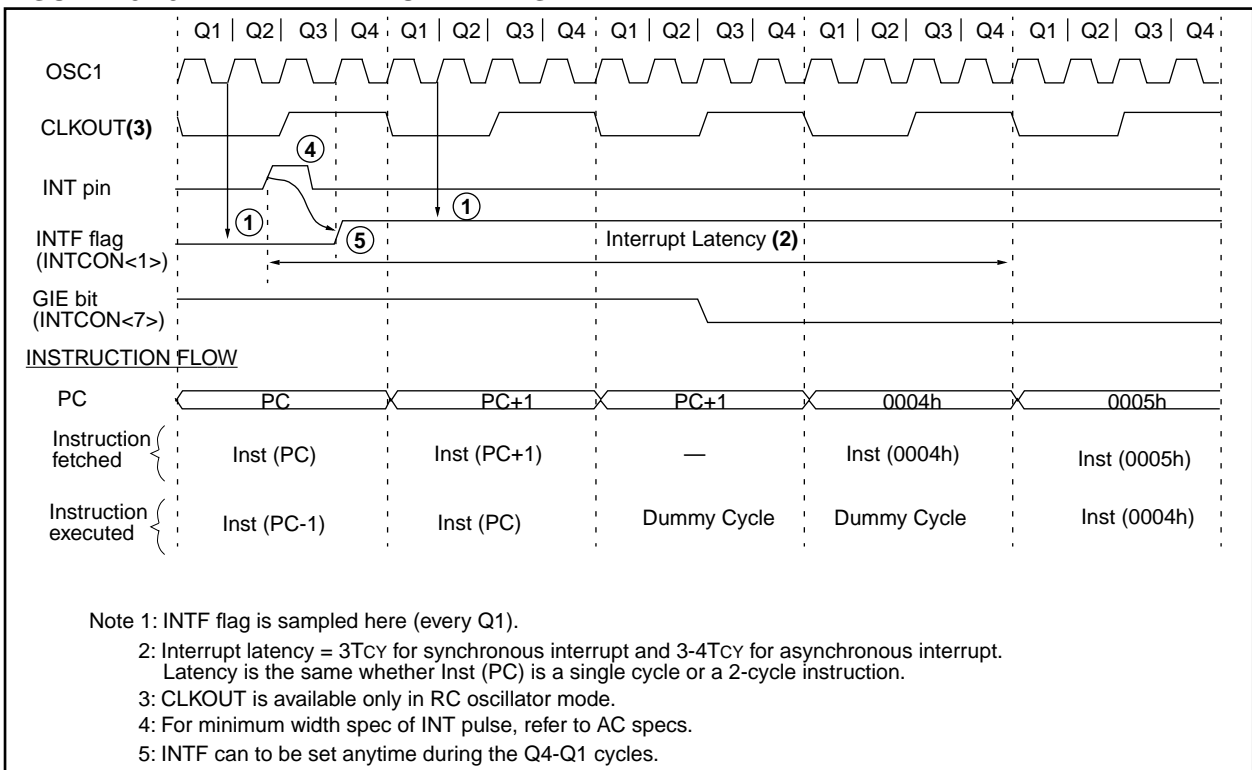 Q1 | Q2 | Q3 | Q4 Q1 | Q2 | Q3 | Q4 Q1 | Q2 | Q3 | Q4 Q1 | Q2 | Q3 | Q4 Q1 | Q2 | Q3 | Q4
OSC1
CLKOUT(3)
4
INT pin
1
1
INTF flag
(INTCON<1>)
5
Interrupt Latency (2)
GIE bit
(INTCON<7>)
INSTRUCTION FLOW
PC PC PC+1 PC+1 0004h 0005h
Instruction
fetched
Inst (PC) Inst (PC+1) — Inst (0004h) Inst (0005h)
Instruction
executed
Inst (PC-1) Inst (PC) Dummy Cycle Dummy Cycle Inst (0004h)
Note 1: INTF flag is sampled here (every Q1).
2: Interrupt latency = 3TCY for synchronous interrupt and 3-4TCY for asynchronous interrupt.
Latency is the same whether Inst (PC) is a single cycle or a 2-cycle instruction.
3: CLKOUT is available only in RC oscillator mode.
4: For minimum width spec of INT pulse, refer to AC specs.
5: INTF can to be set anytime during the Q4-Q1 cycles.